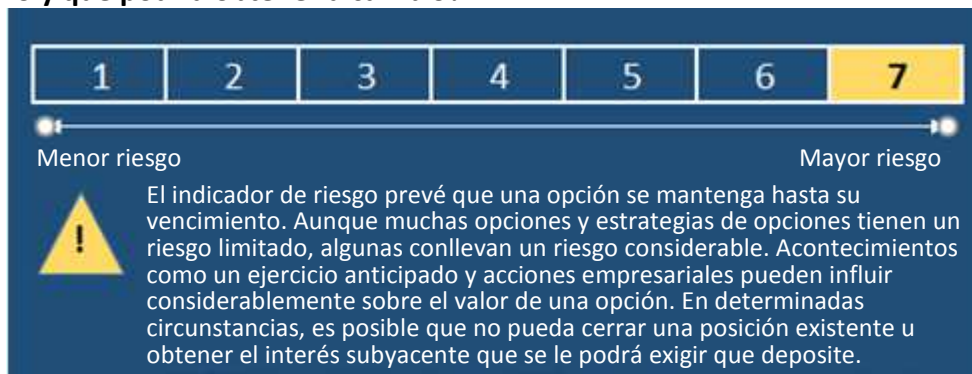 1 2 3 4 5 6 7
Menor riesgo Mayor riesgo
!
El indicador de riesgo prevé que una opción se mantenga hasta su
vencimiento. Aunque muchas opciones y estrategias de opciones tienen un
riesgo limitado, algunas conllevan un riesgo considerable. Acontecimientos
como un ejercicio anticipado y acciones empresariales pueden influir
considerablemente sobre el valor de una opción. En determinadas
circunstancias, es posible que no pueda cerrar una posición existente u
obtener el interés subyacente que se le podrá exigir que deposite.